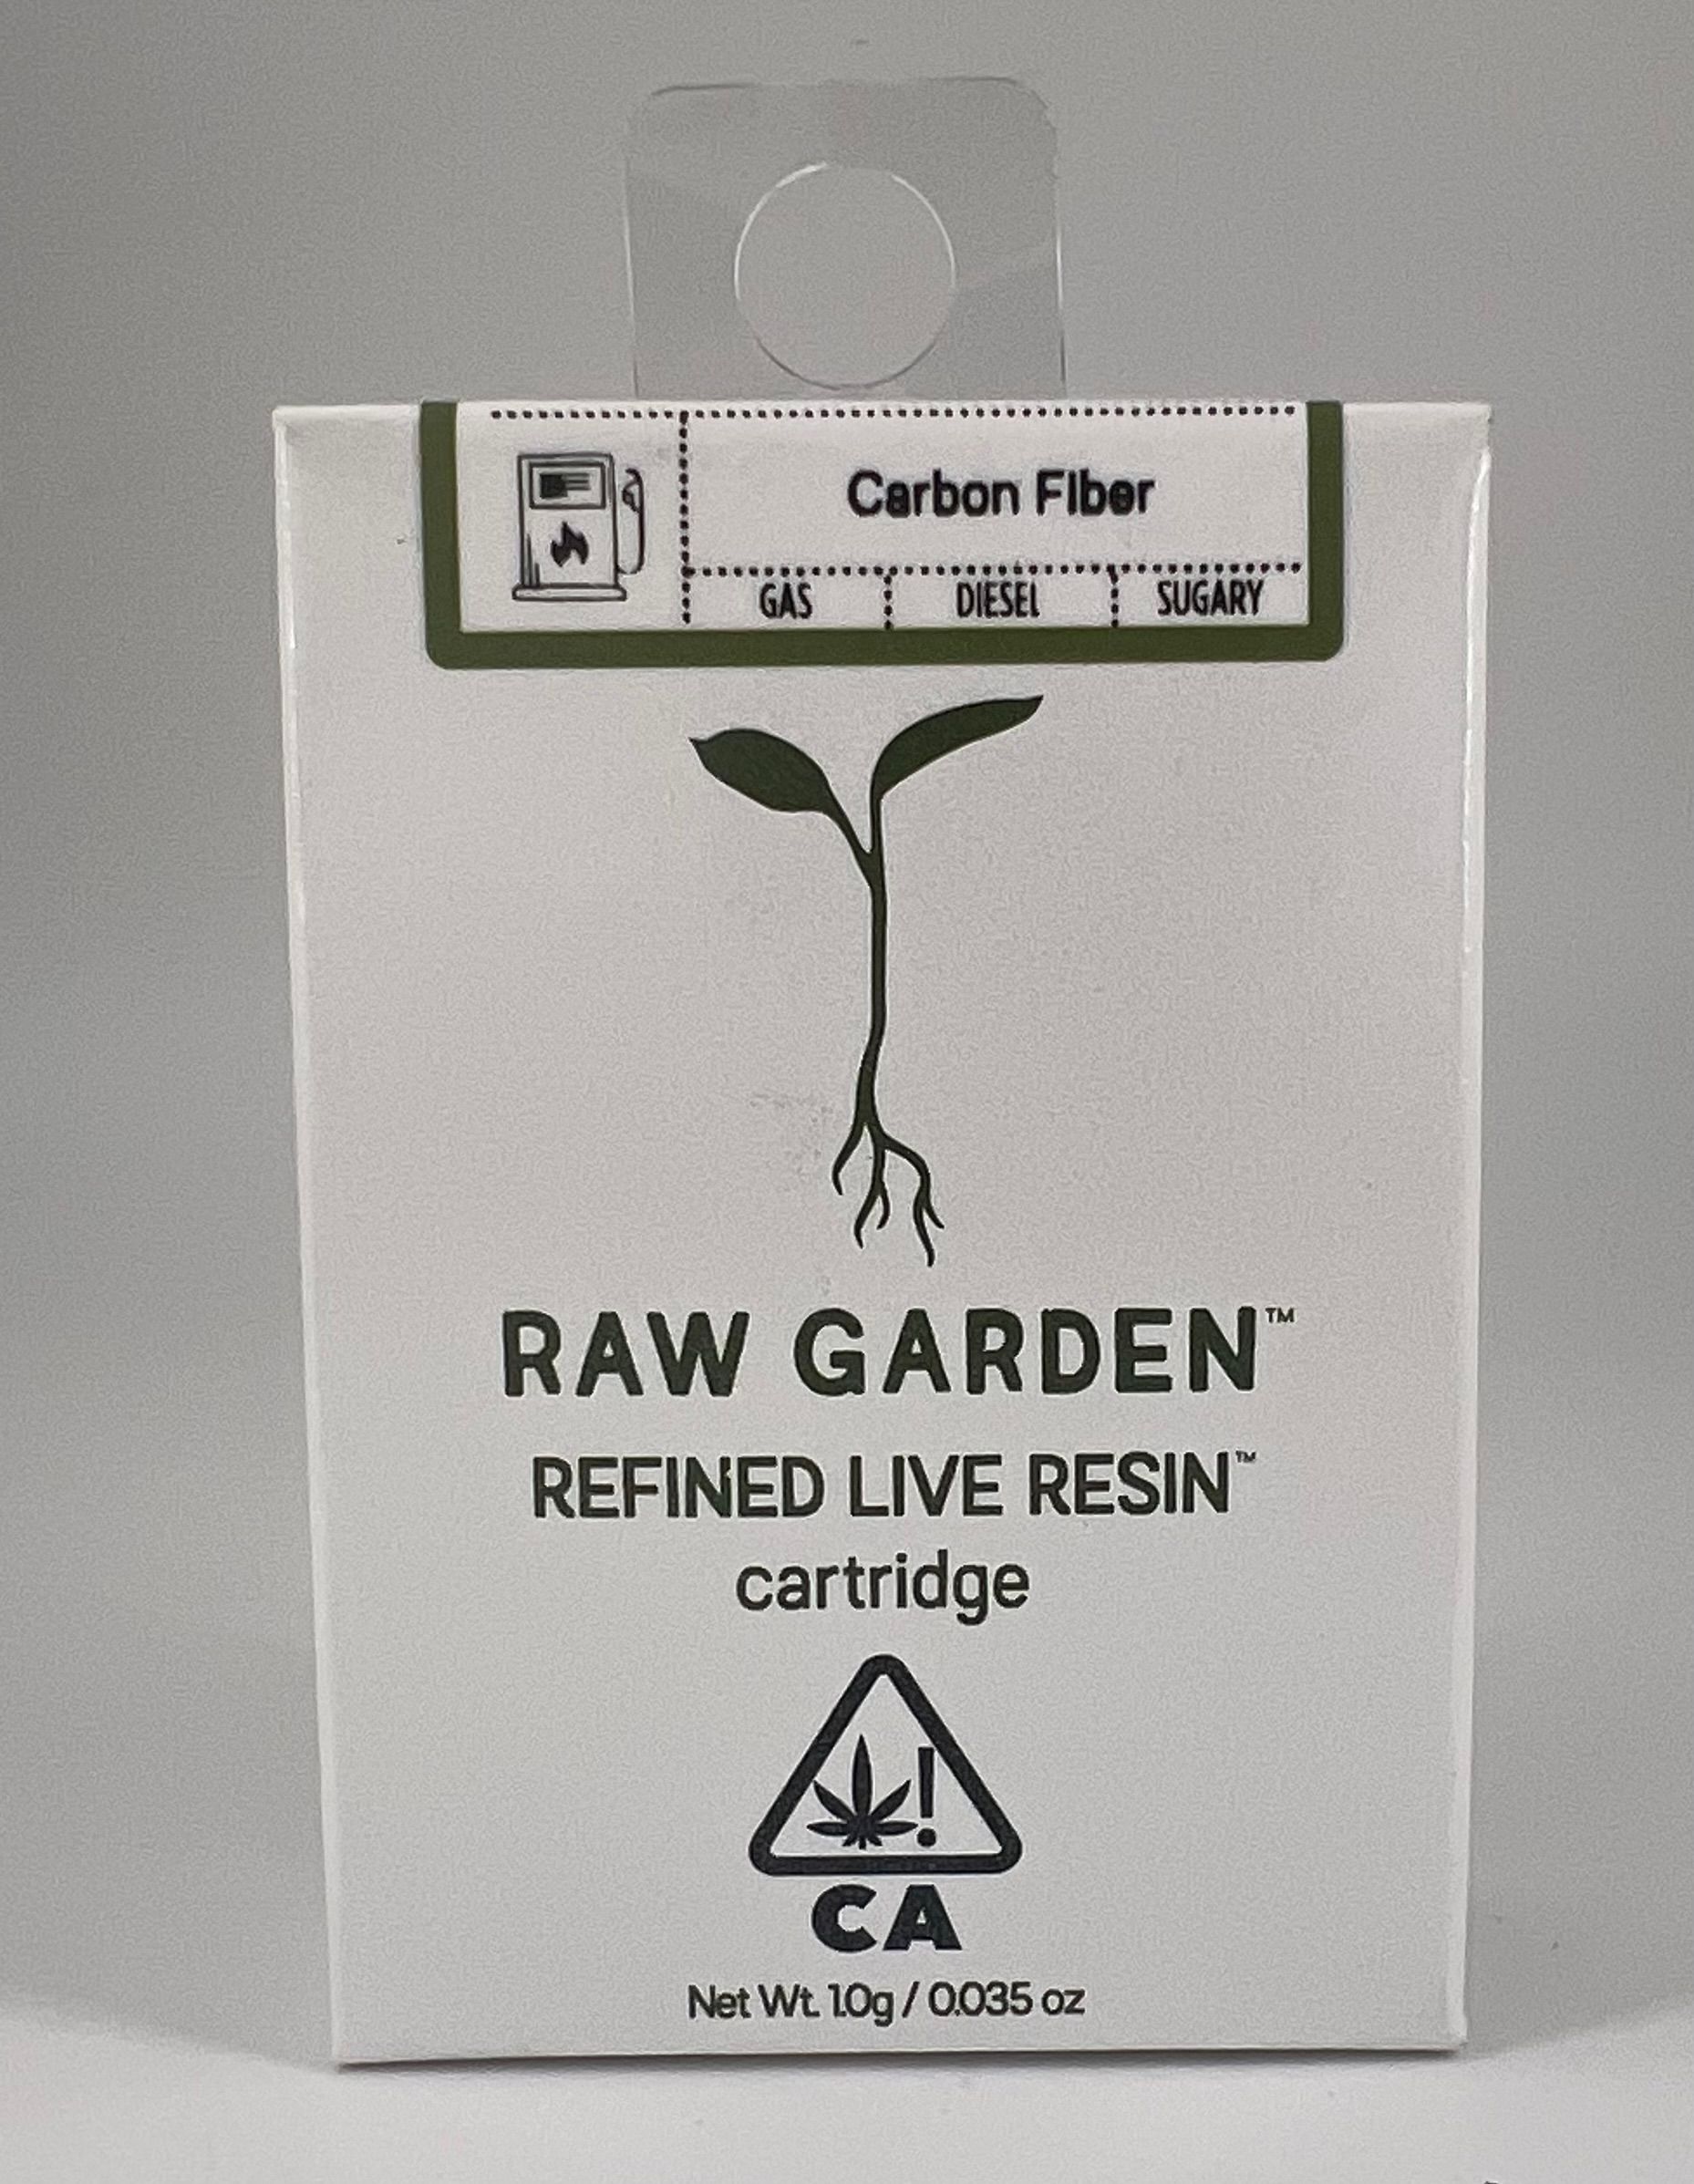 Carbon Fiber
GAS DIESEL SUGARY
RAW GARDEN™
REFINED LIVE RESIN™
cartridge
!
CA
Net Wt. 1.0g / 0.035 oz